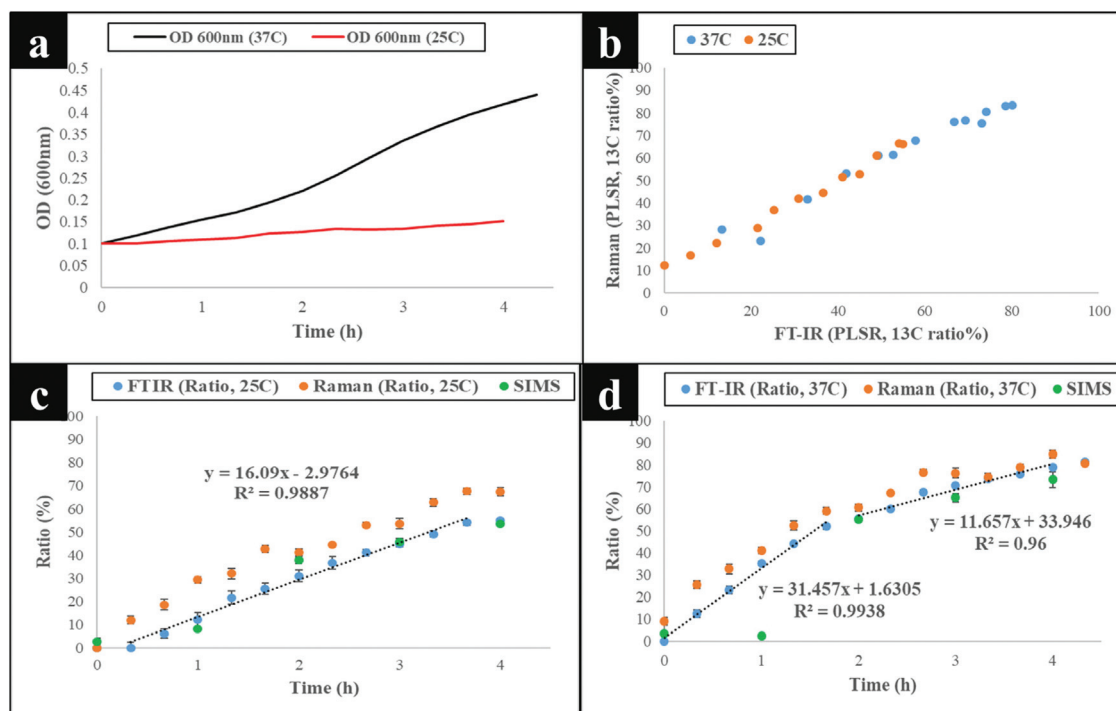 a
OD 600nm (37C) OD 600nm (25C)
0.5
0.45
0.4
0.35
0.3
0.25
0.2
0.15
0.1
0.05
0
OD (600nm)
0 1 2 3 4
Time (h)
b
37C 25C
100
90
80
70
60
50
40
30
20
10
0
Raman (PLSR, 13C ratio%)
0 20 40 60 80 100
FT-IR (PLSR, 13C ratio%)
c
FTIR (Ratio, 25C) Raman (Ratio, 25C) SIMS
00
90
80
70
60
50
40
30
20
10
0
Ratio (%)
y = 16.09x - 2.9764
R² = 0.9887
0 1 2 3 4
Time (h)
d
FT-IR (Ratio, 37C) Raman (Ratio, 37C) SIMS
00
90
80
70
60
50
40
30
20
10
0
Ratio (%)
y = 11.657x + 33.946
R² = 0.96
y = 31.457x + 1.6305
R² = 0.9938
0 1 2 3 4
Time (h)